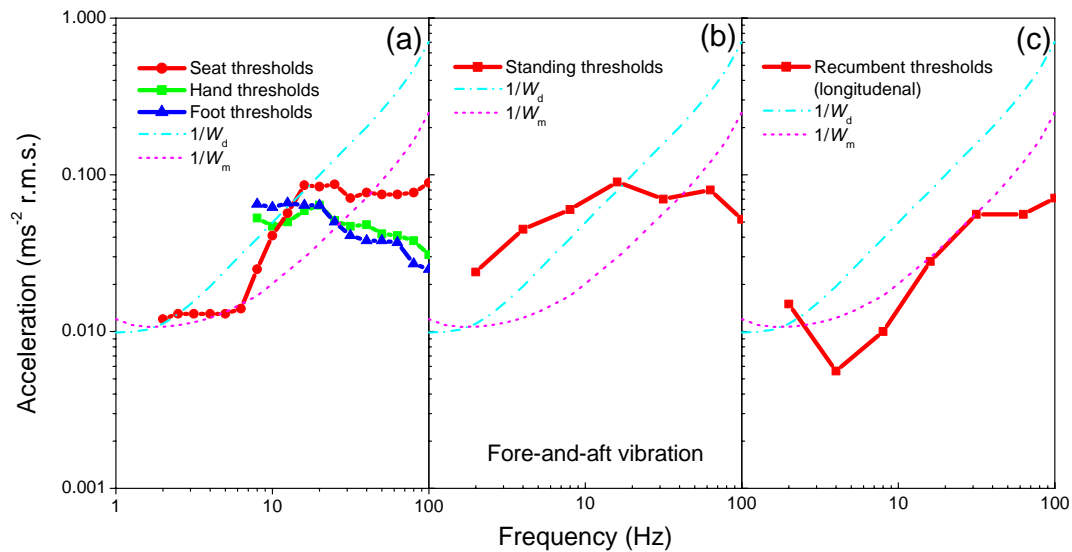 Acceleration (ms-2 r.m.s.)
1.000
0.100
0.010
0.001
(a)
Seat thresholds
Hand thresholds
Foot thresholds
1/Wd
1/Wm
(b)
Standing thresholds
1/Wd
1/Wm
Fore-and-aft vibration
(c)
Recumbent thresholds
(longitudenal)
1/Wd
1/Wm
1 10 100 10 100 10 100
Frequency (Hz)